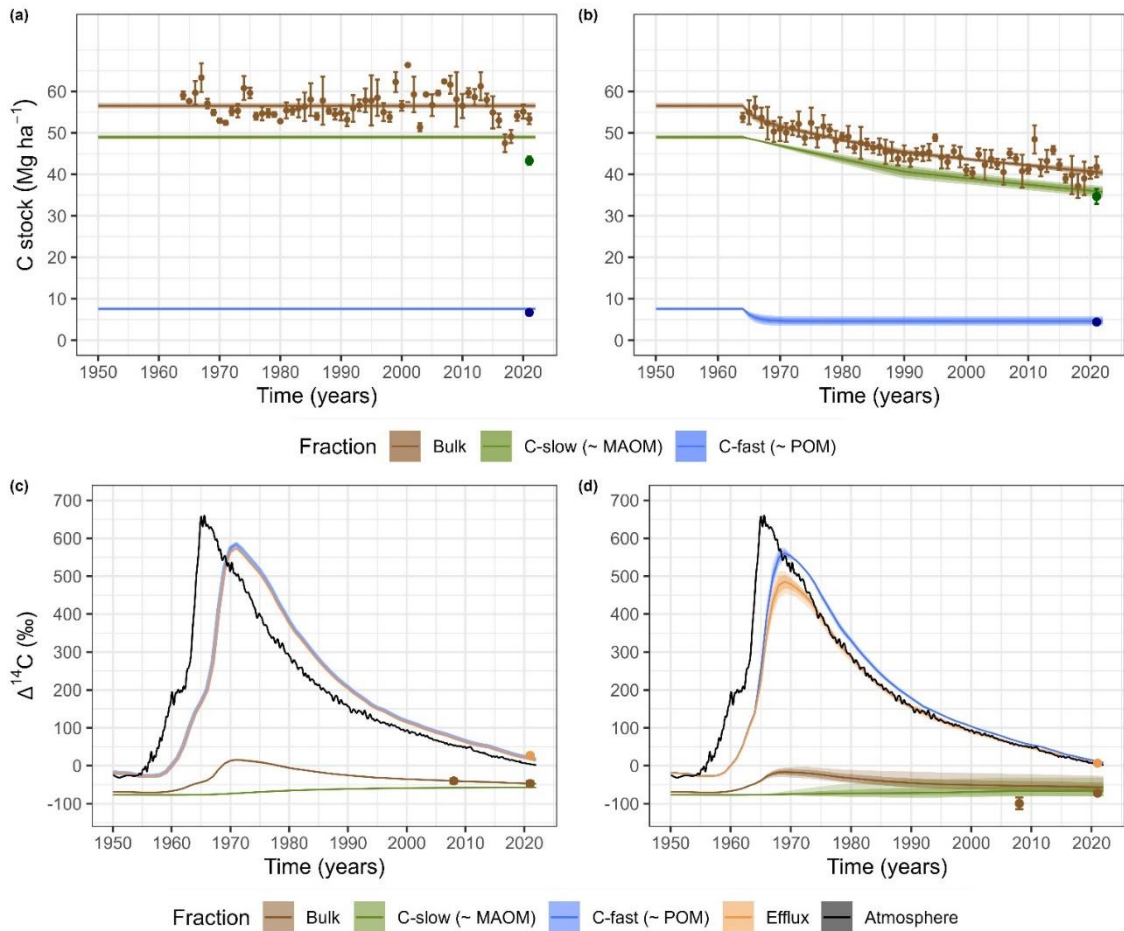 (a)
(b)
C stock (Mg ha⁻¹)
60
50
40
30
20
10
0
1950 1960 1970 1980 1990 2000 2010 2020
Time (years)
60
50
40
30
20
10
0
1950 1960 1970 1980 1990 2000 2010 2020
Time (years)
Fraction Bulk C-slow (~ MAOM) C-fast (~ POM)
(c)
(d)
Δ¹⁴C (‰)
700
600
500
400
300
200
100
0
-100
1950 1960 1970 1980 1990 2000 2010 2020
Time (years)
700
600
500
400
300
200
100
0
-100
1950 1960 1970 1980 1990 2000 2010 2020
Time (years)
Fraction Bulk C-slow (~ MAOM) C-fast (~ POM) Efflux Atmosphere